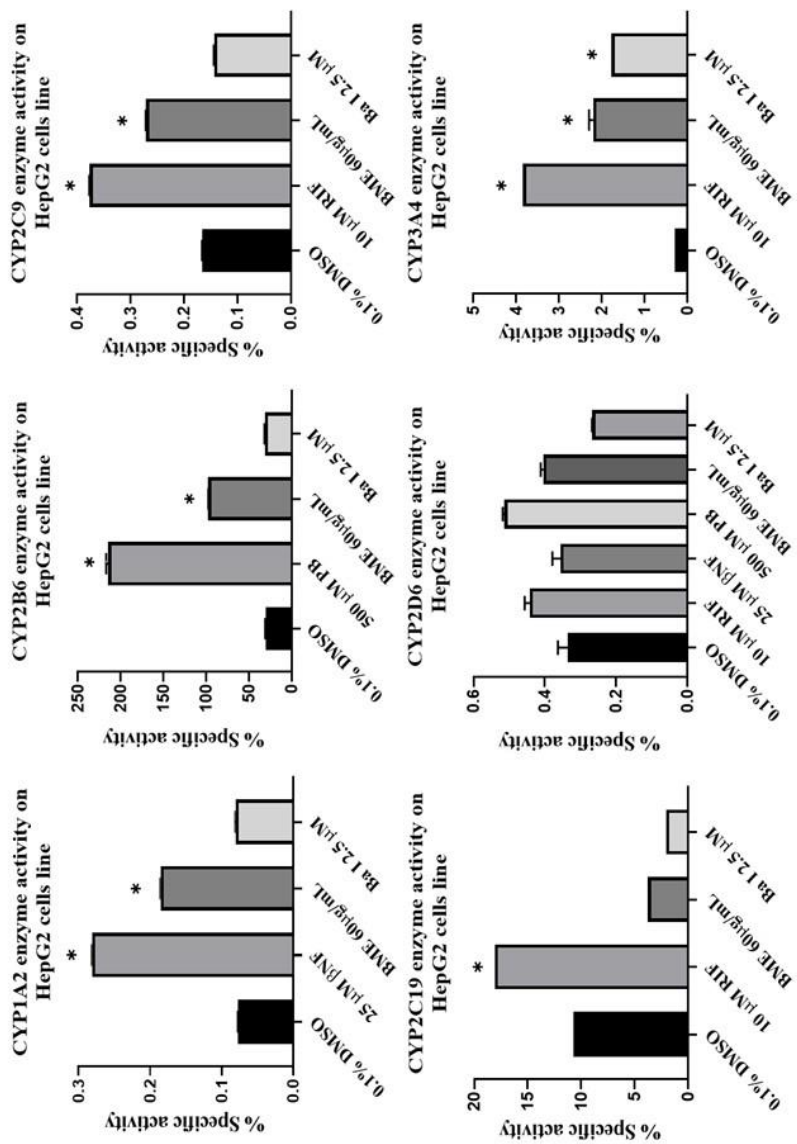 CYP1A2 enzyme activity on
HepG2 cells line
% Specific activity
0.3
0.2
0.1
0.0
0.1% DMSO
25 µM βNF
BME 60µg/mL
Ba I 2.5 µM
*
*
CYP2B6 enzyme activity on
HepG2 cells line
% Specific activity
250
200
150
100
50
0
0.1% DMSO
500 µM PB
BME 60µg/mL
Ba I 2.5 µM
*
*
CYP2C9 enzyme activity on
HepG2 cells line
% Specific activity
0.4
0.3
0.2
0.1
0.0
0.1% DMSO
10 µM RIF
BME 60µg/mL
Ba I 2.5 µM
*
*
CYP2C19 enzyme activity on
HepG2 cells line
% Specific activity
20
15
10
5
0
0.1% DMSO
10 µM RIF
BME 60µg/mL
Ba I 2.5 µM
*
CYP2D6 enzyme activity on
HepG2 cells line
% Specific activity
0.6
0.4
0.2
0.0
0.1% DMSO
10 µM RIF
25 µM βNF
500 µM PB
BME 60µg/mL
Ba I 2.5 µM
CYP3A4 enzyme activity on
HepG2 cells line
% Specific activity
5
4
3
2
1
0
0.1% DMSO
10 µM RIF
BME 60µg/mL
Ba I 2.5 µM
*
*
*